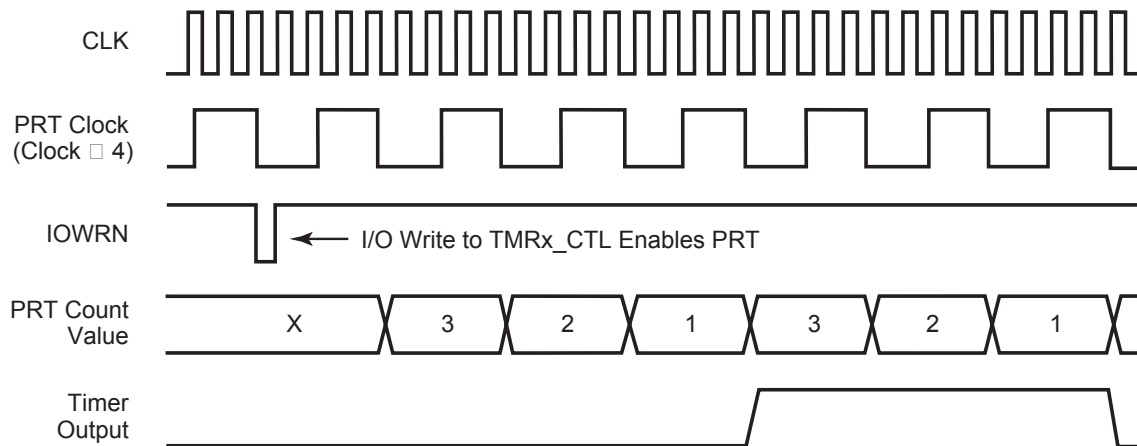 CLK
PRT Clock
(Clock □ 4)
IOWRN
I/O Write to TMRx_CTL Enables PRT
PRT Count
Value
X 3 2 1 3 2 1
Timer
Output